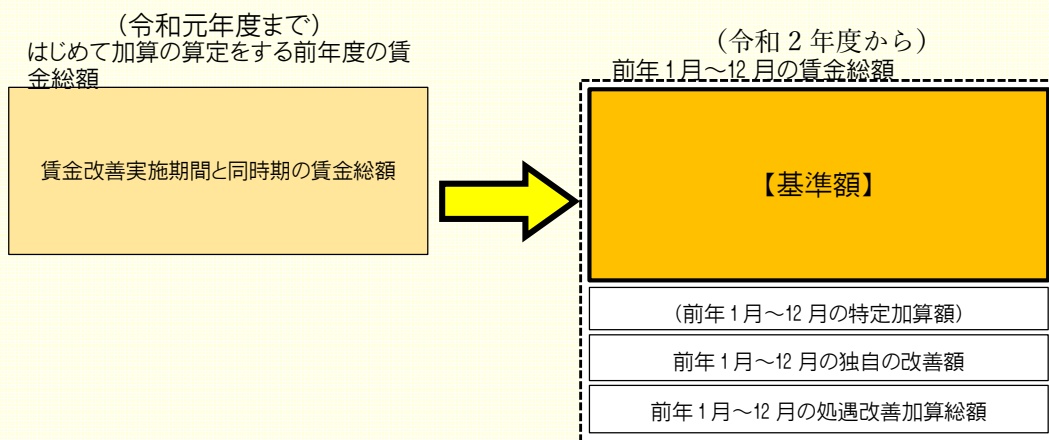 (令和元年度まで)
はじめて加算の算定をする前年度の賃
金総額
賃金改善実施期間と同時期の賃金総額
(令和2年度から)
前年1月～12月の賃金総額
【基準額】
(前年1月～12月の特定加算額)
前年1月～12月の独自の改善額
前年1月～12月の処遇改善加算総額